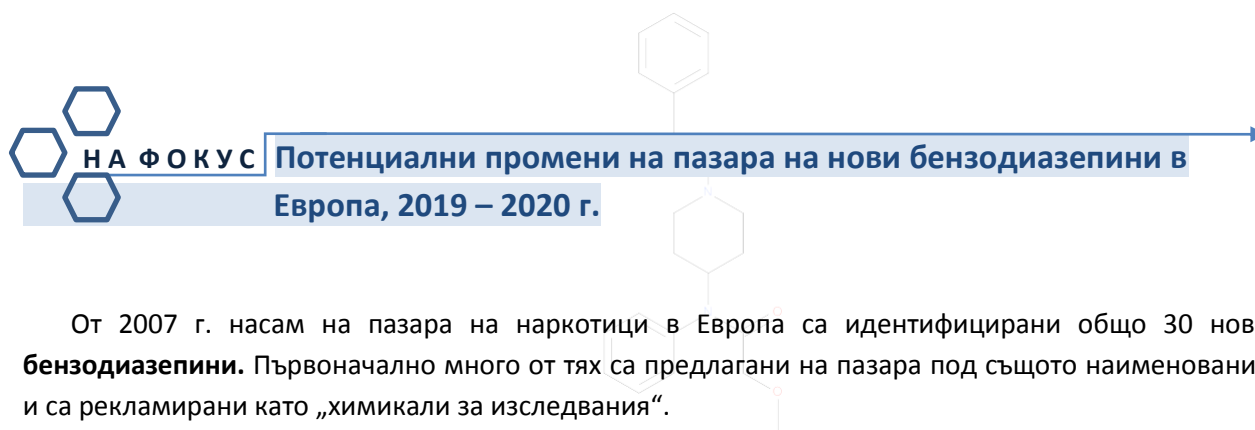 НА ФОКУС Потенциални промени на пазара на нови бензодиазепини в
Европа, 2019 – 2020 г.
От 2007 г. насам на пазара на наркотици в Европа са идентифицирани общо 30 нов
бензодиазепини. Първоначално много от тях са предлагани на пазара под същото наименовани
и са рекламирани като „химикали за изследвания“.